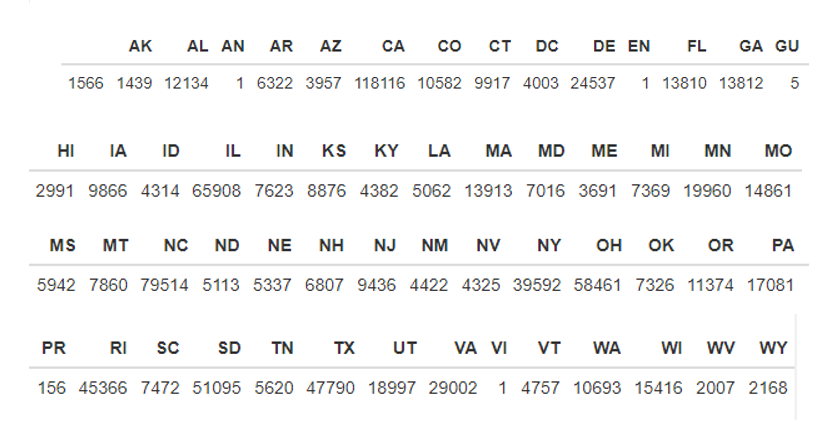 AK AL AN AR AZ CA CO CT DC DE EN FL GA GU
1566 1439 12134 1 6322 3957 118116 10582 9917 4003 24537 1 13810 13812 5
HI IA ID IL IN KS KY LA MA MD ME MI MN MO
2991 9866 4314 65908 7623 8876 4382 5062 13913 7016 3691 7369 19960 14861
MS MT NC ND NE NH NJ NM NV NY OH OK OR PA
5942 7860 79514 5113 5337 6807 9436 4422 4325 39592 58461 7326 11374 17081
PR RI SC SD TN TX UT VA VI VT WA WI WV WY
156 45366 7472 51095 5620 47790 18997 29002 1 4757 10693 15416 2007 2168